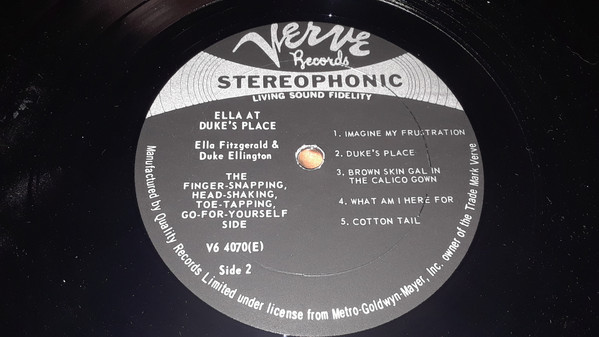 Verve
Records
STEREOPHONIC
LIVING SOUND FIDELITY
ELLA AT
DUKE'S PLACE
Ella Fitzgerald &
Duke Ellington
THE
FINGER-SNAPPING,
HEAD-SHAKING,
TOE-TAPPING,
GO-FOR-YOURSELF
SIDE
V6 4070(E)
Side 2
1. IMAGINE MY FRUSTRATION
2. DUKE'S PLACE
3. BROWN SKIN GAL IN
THE CALICO GOWN
4. WHAT AM I HERE FOR
5. COTTON TAIL
Manufactured by Quality Records Limited under license from Metro-Goldwyn-Mayer, Inc. owner of the Trade Mark Verve